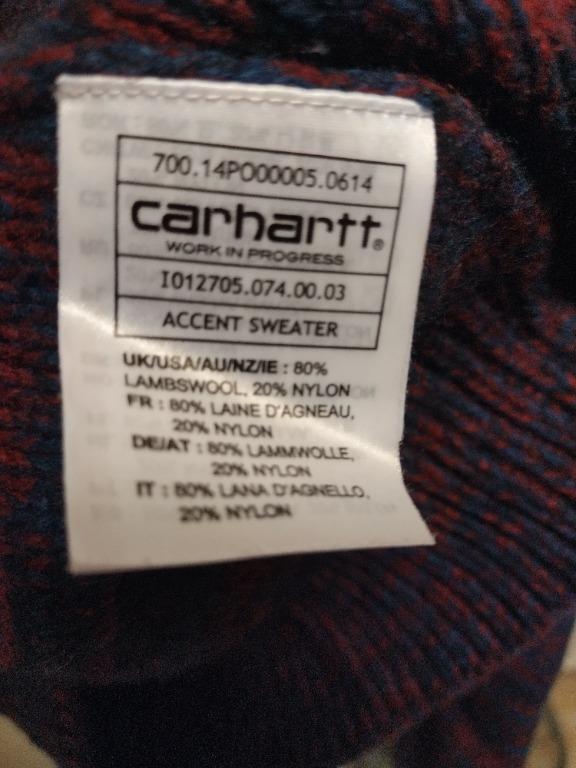 700.14PO00005.0614
carhartt®
WORK IN PROGRESS
I012705.074.00.03
ACCENT SWEATER
UK/USA/AU/NZ/IE : 80%
LAMBSWOOL, 20% NYLON
FR : 80% LAINE D'AGNEAU,
20% NYLON
DE/AT : 80% LAMMWOLLE,
20% NYLON
IT : 80% LANA D'AGNELLO,
20% NYLON